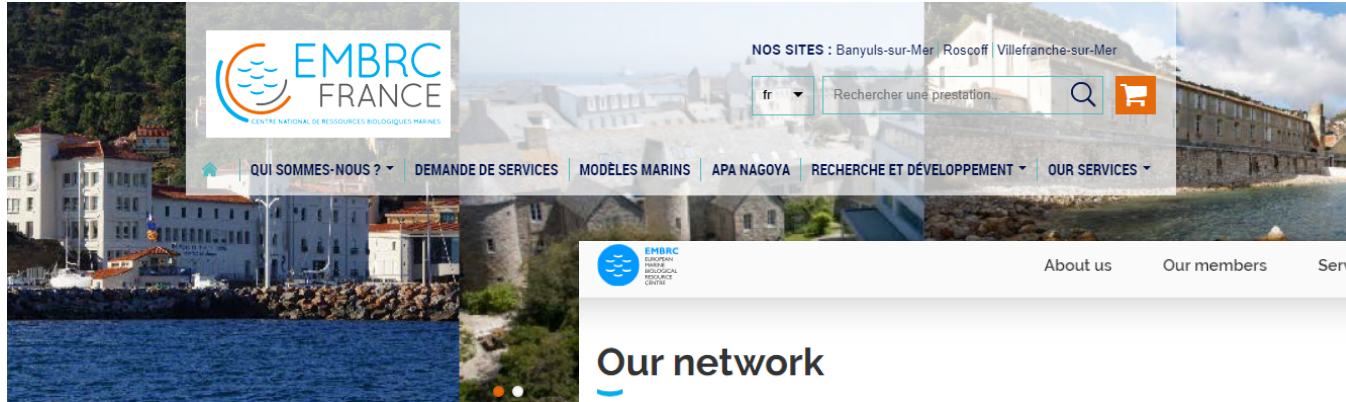 EMBRC
FRANCE
CENTRE NATIONAL DE RESSOURCES BIOLOGIQUES MARINES
NOS SITES : Banyuls-sur-Mer | Roscoff | Villefranche-sur-Mer
fr
Rechercher une prestation...
QUI SOMMES-NOUS ? DEMANDE DE SERVICES MODÈLES MARINS APA NAGOYA RECHERCHE ET DÉVELOPPEMENT OUR SERVICES
EMBRC
EUROPEAN
MARINE
BIOLOGICAL
RESOURCE
CENTRE
About us Our members Serv
Our network